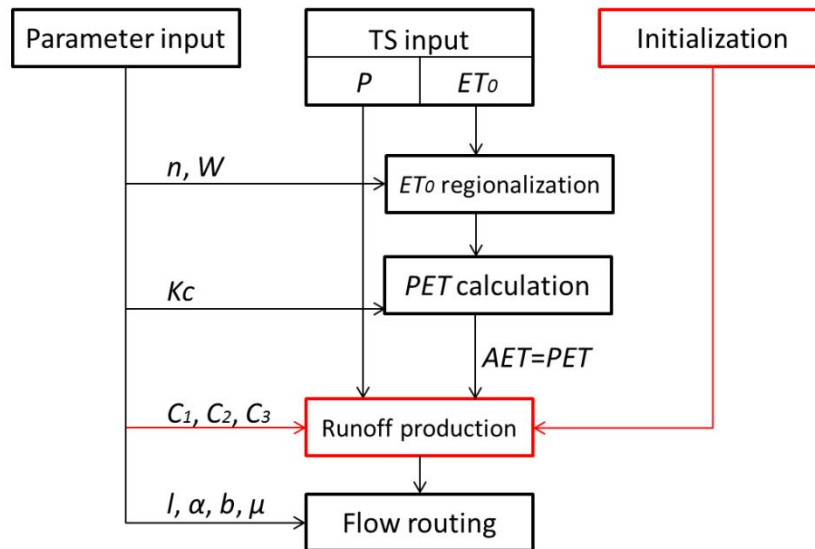 Parameter input
TS input
Initialization
P
ET0
n, W
ET0 regionalization
Kc
PET calculation
AET=PET
C1, C2, C3
Runoff production
l, α, b, μ
Flow routing